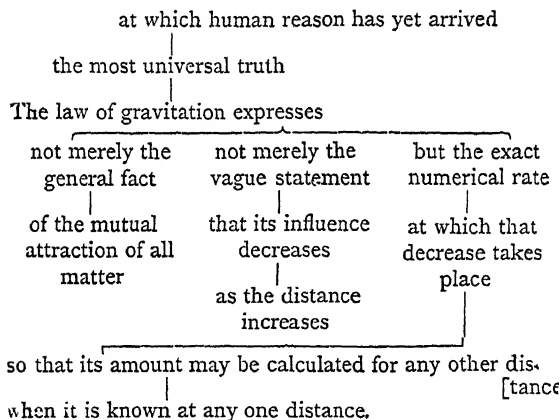 at which human reason has yet arrived
the most universal truth
The law of gravitation expresses
not merely the
general fact
of the mutual
attraction of all
matter
not merely the
vague statement
that its influence
decreases
as the distance
increases
but the exact
numerical rate
at which that
decrease takes
place
so that its amount may be calculated for any other dis-
[tance
when it is known at any one distance.